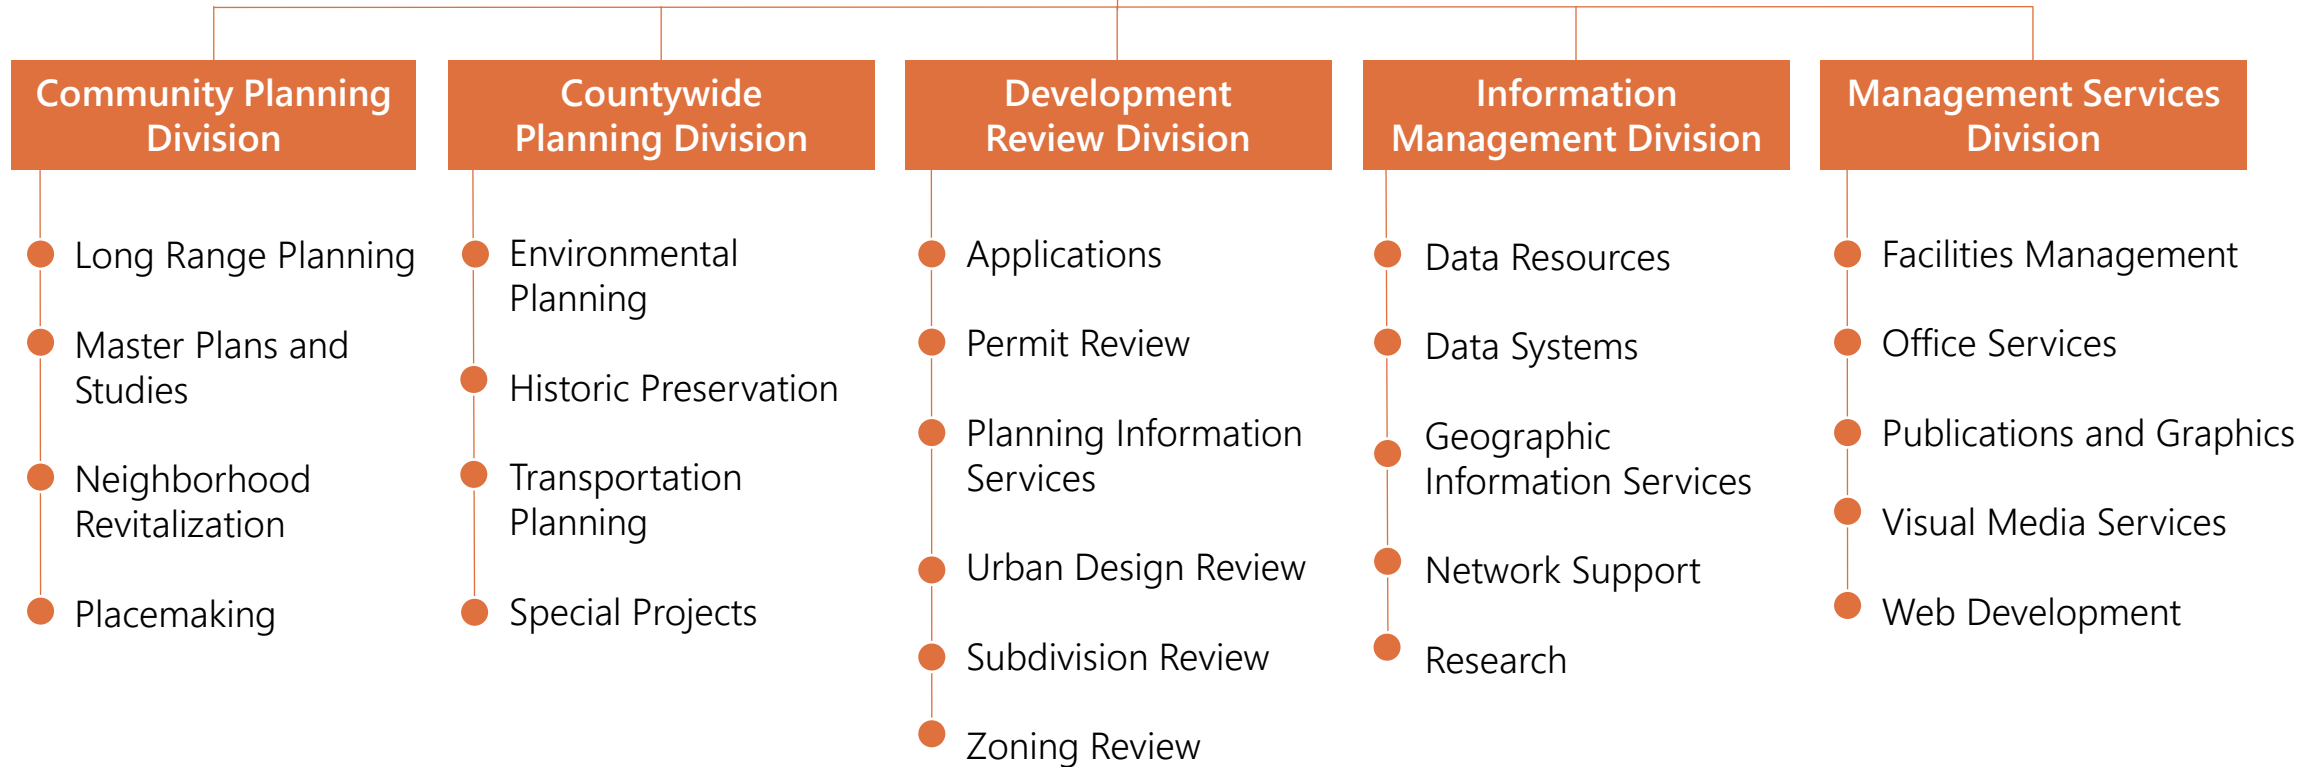 Community Planning
Division
Long Range Planning
Master Plans and
Studies
Neighborhood
Revitalization
Placemaking
Countywide
Planning Division
Environmental
Planning
Historic Preservation
Transportation
Planning
Special Projects
Development
Review Division
Applications
Permit Review
Planning Information
Services
Urban Design Review
Subdivision Review
Zoning Review
Information
Management Division
Data Resources
Data Systems
Geographic
Information Services
Network Support
Research
Management Services
Division
Facilities Management
Office Services
Publications and Graphics
Visual Media Services
Web Development